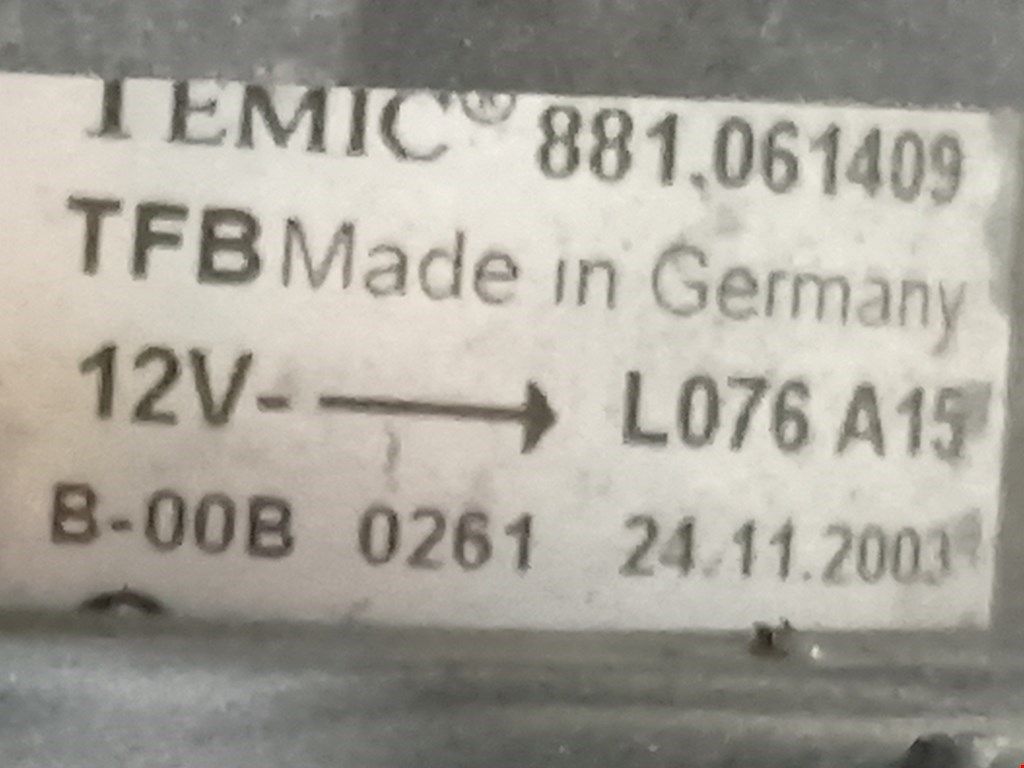 TEMIC® 881.061409
TFB Made in Germany
12V- → L076 A15
B-00B 0261 24.11.2003